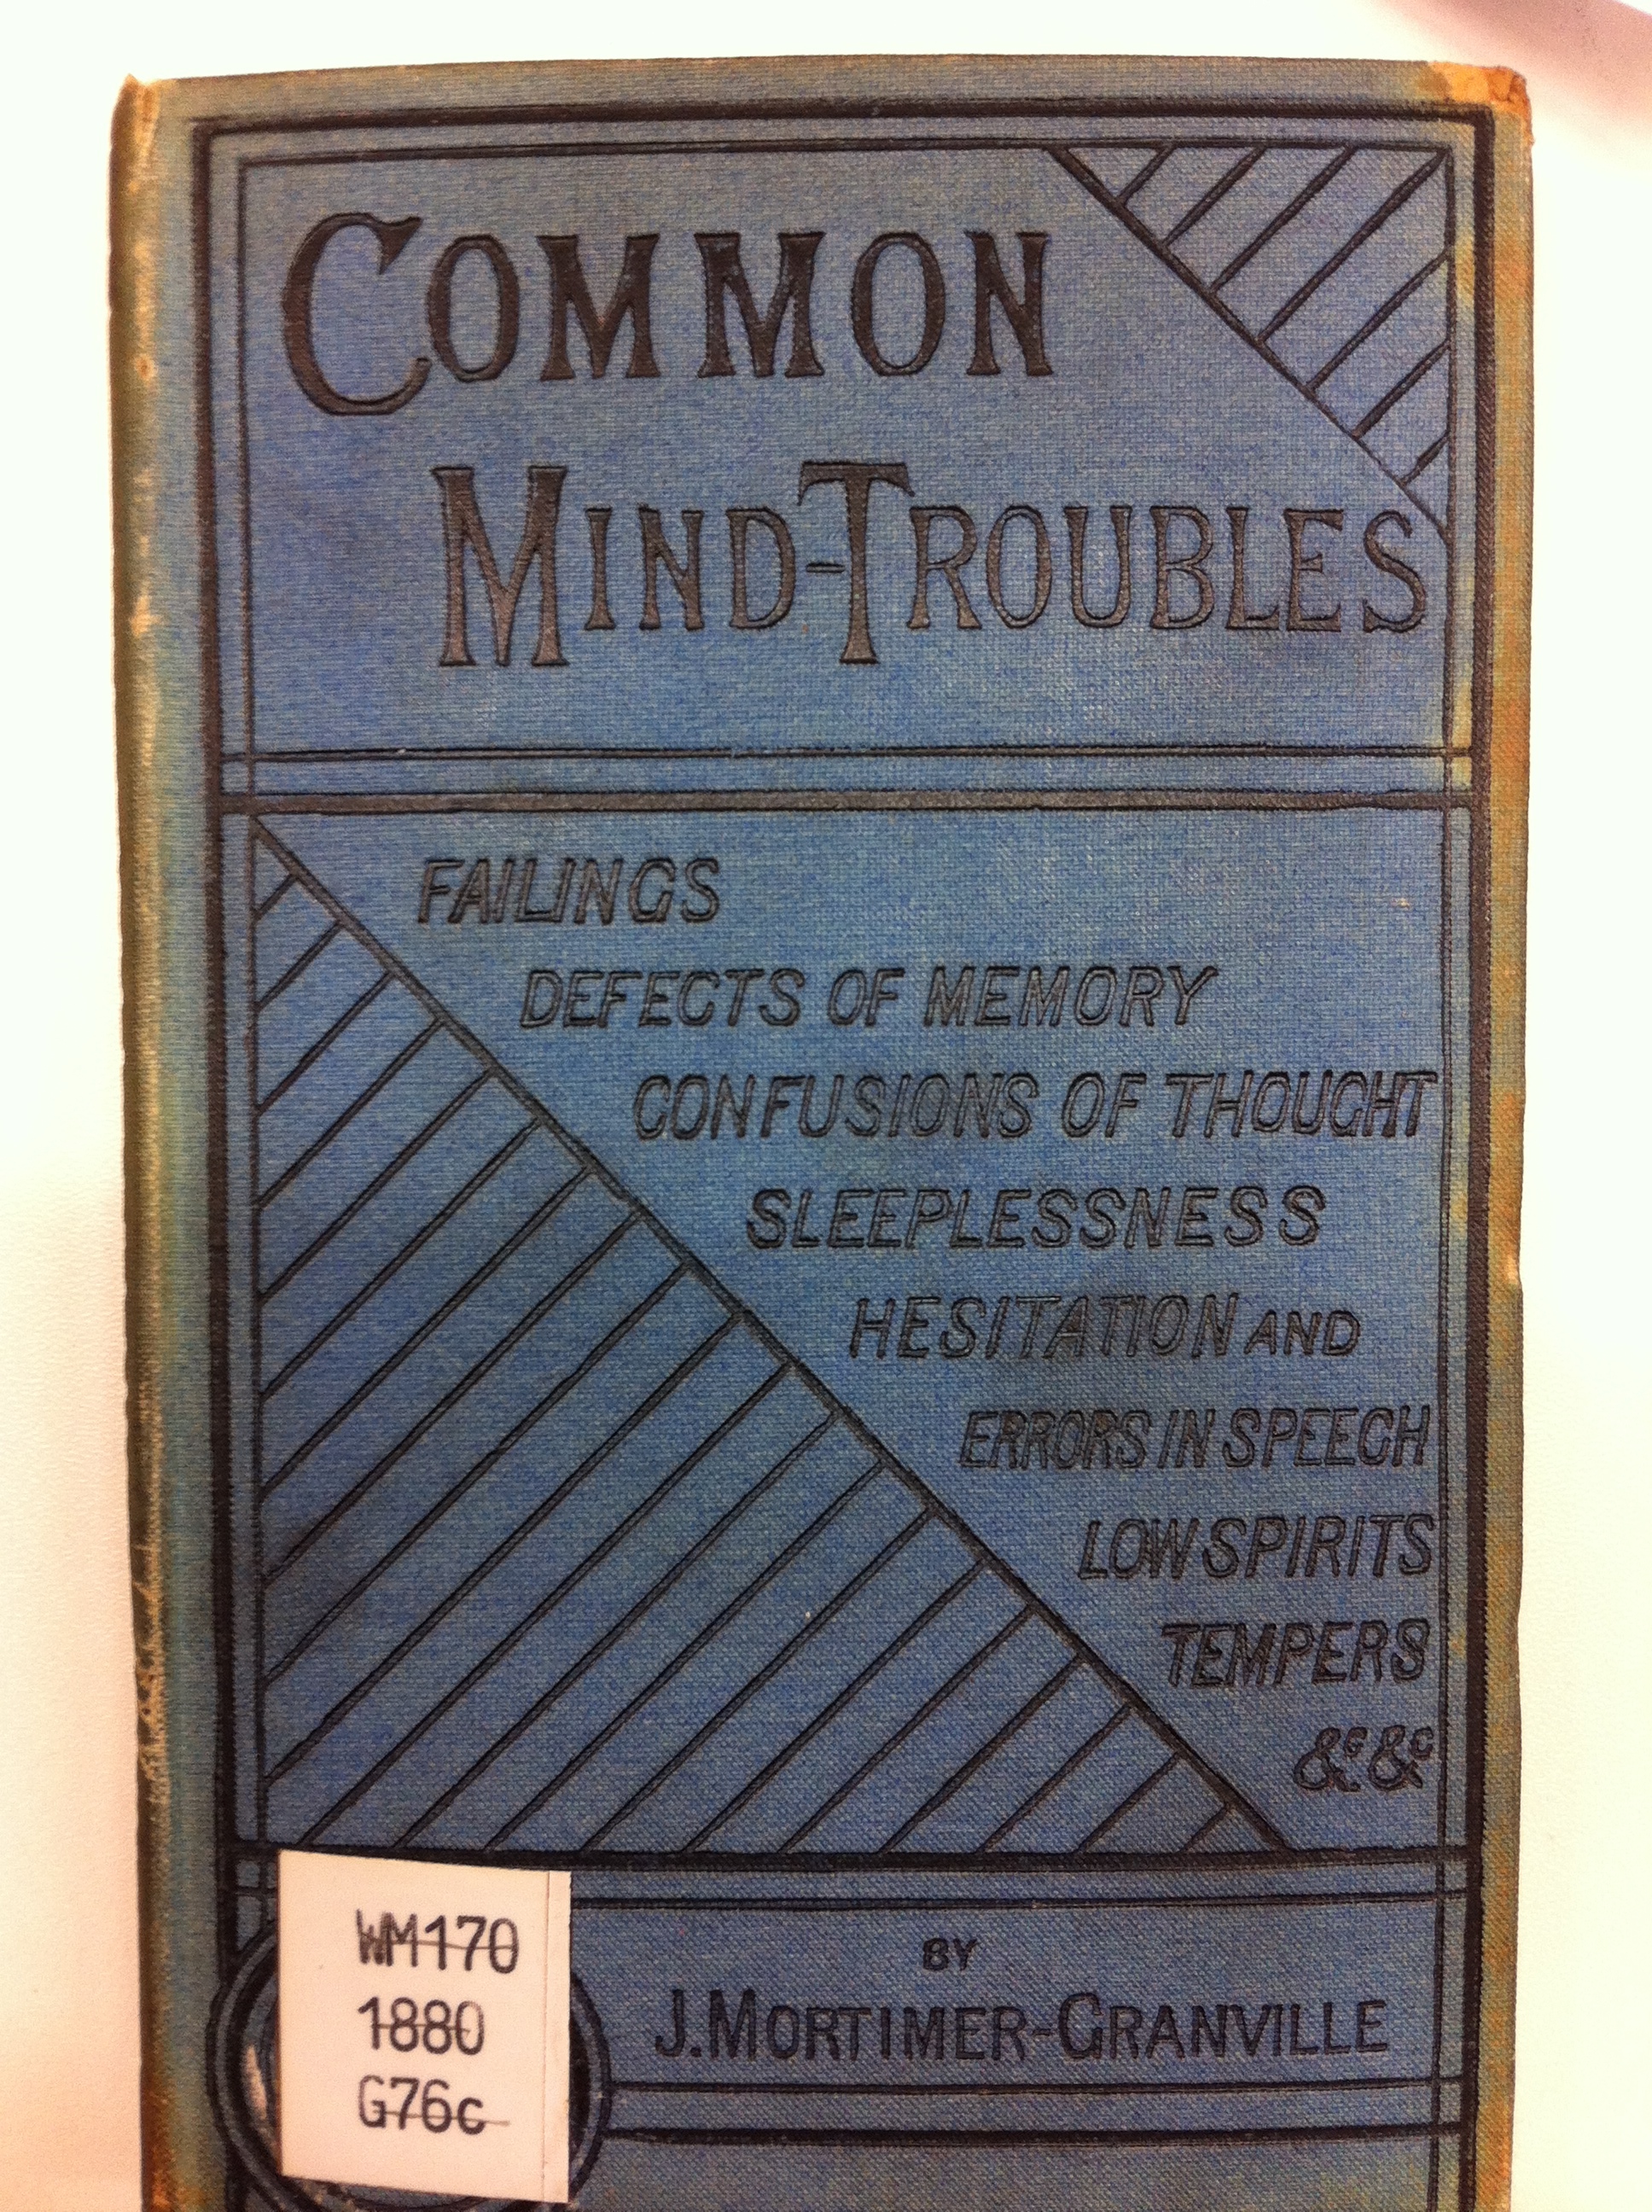 COMMON
MIND-TROUBLES
FAILINGS
DEFECTS OF MEMORY
CONFUSIONS OF THOUGHT
SLEEPLESSNESS
HESITATION AND
ERRORS IN SPEECH
LOW SPIRITS
TEMPERS
&c. &c
BY
J. MORTIMER-GRANVILLE
WM170
1880
G76c